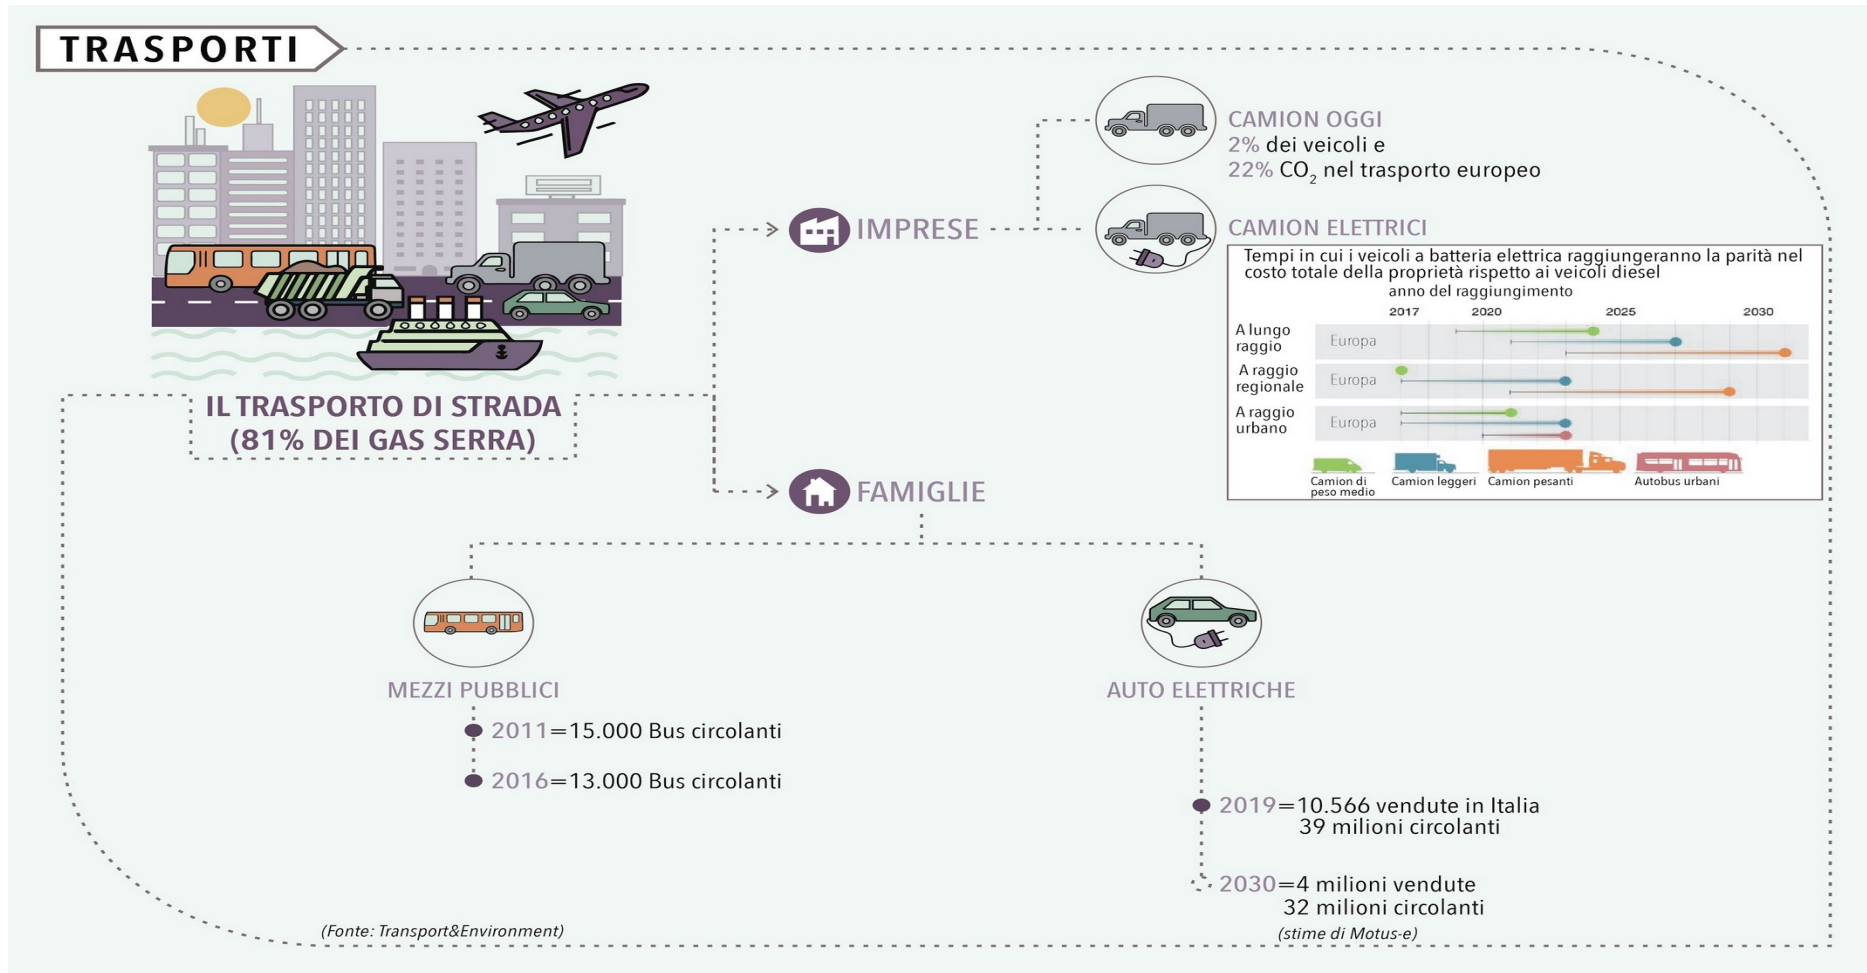 TRASPORTI
IL TRASPORTO DI STRADA
(81% DEI GAS SERRA)
IMPRESE
CAMION OGGI
2% dei veicoli e
22% CO₂ nel trasporto europeo
CAMION ELETTRICI
Tempi in cui i veicoli a batteria elettrica raggiungeranno la parità nel
costo totale della proprietà rispetto ai veicoli diesel
anno del raggiungimento
2017 2020 2025 2030
A lungo
raggio
Europa
A raggio
regionale
Europa
A raggio
urbano
Europa
Camion di
peso medio
Camion leggeri
Camion pesanti
Autobus urbani
FAMIGLIE
MEZZI PUBBLICI
2011=15.000 Bus circolanti
2016=13.000 Bus circolanti
AUTO ELETTRICHE
2019=10.566 vendute in Italia
39 milioni circolanti
2030=4 milioni vendute
32 milioni circolanti
(stime di Motus-e)
(Fonte: Transport&Environment)